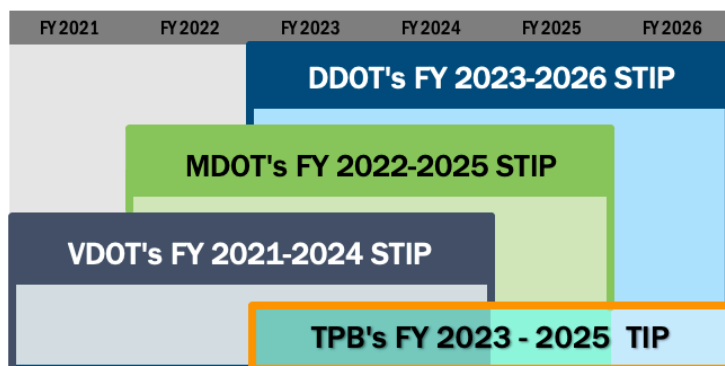 FY 2021 FY 2022 FY 2023 FY 2024 FY 2025 FY 2026
DDOT's FY 2023-2026 STIP
MDOT's FY 2022-2025 STIP
VDOT's FY 2021-2024 STIP
TPB's FY 2023 - 2025 TIP